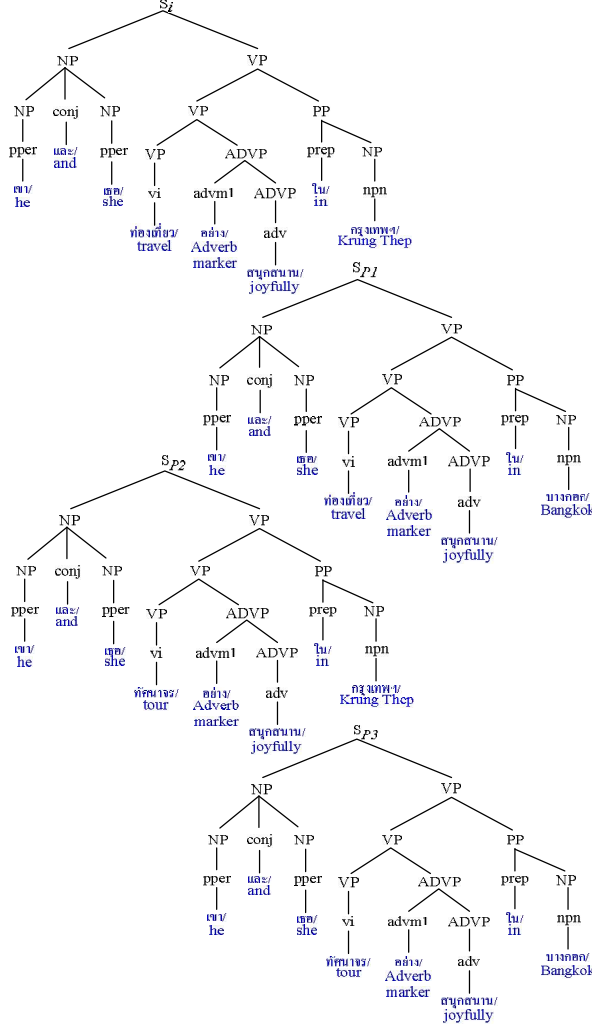 Si
NP VP
NP conj NP VP PP
pper และ/ pper VP ADVP prep NP
เขา/ and เธอ/ vi advm1 ADVP ใน/ npn
he she in
ท่องเที่ยว/ อย่าง/ adv กรุงเทพฯ/
travel Adverb Krung Thep
marker สนุกสนาน/
joyfully
SP1
NP VP
NP conj NP VP PP
pper และ/ pper VP ADVP prep NP
and
เขา/ เธอ/ vi advm1 ADVP ใน/ npn
he she in
ท่องเที่ยว/ อย่าง/ adv บางกอก/
travel Adverb Bangkok
marker สนุกสนาน/
joyfully
SP2
NP VP
NP conj NP VP PP
pper และ/ pper VP ADVP prep NP
and
เขา/ เธอ/ vi advm1 ADVP ใน/ npn
he she in
ทัศนาจร/ อย่าง/ adv กรุงเทพฯ/
tour Adverb Krung Thep
marker สนุกสนาน/
joyfully
SP3
NP VP
NP conj NP VP PP
pper และ/ pper VP ADVP prep NP
and
เขา/ เธอ/ vi advm1 ADVP ใน/ npn
he she in
ทัศนาจร/ อย่าง/ adv บางกอก/
tour Adverb Bangkok
marker สนุกสนาน/
joyfully